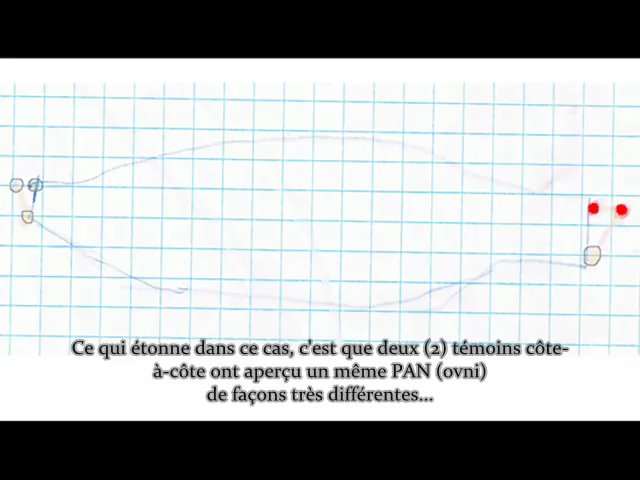 Ce qui étonne dans ce cas, c'est que deux (2) témoins côte-
à-côte ont aperçu un même PAN (ovni)
de façons très différentes...